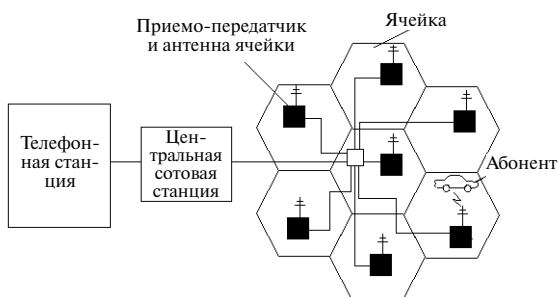 Приемо-передатчик
и антенна ячейки
Ячейка
Телефон-
ная стан-
ция
Цен-
тральная
сотовая
станция
Абонент